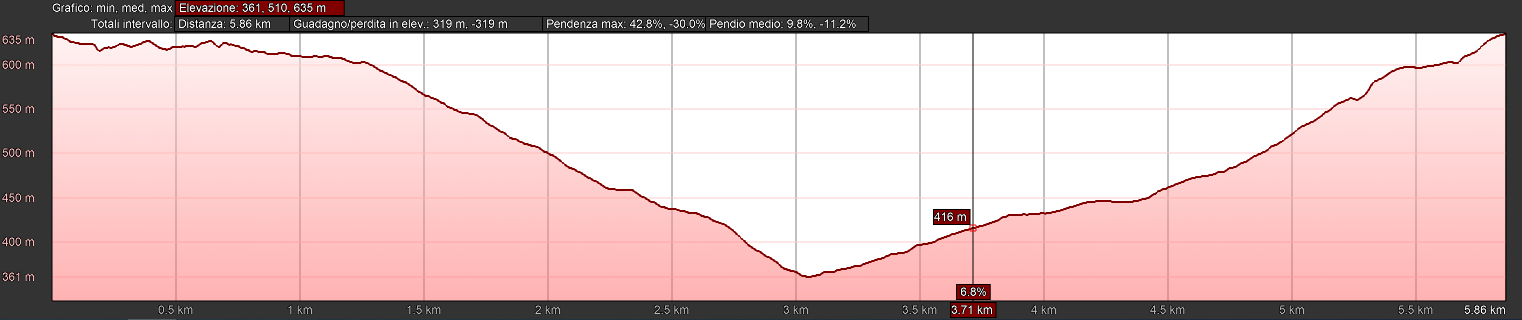 Grafico: min, med, max Elevazione: 361, 510, 635 m
Totali intervallo: Distanza: 5.86 km Guadagno/perdita in elev.: 319 m, -319 m Pendenza max: 42.8%, -30.0% Pendio medio: 9.8%, -11.2%
635 m
600 m
550 m
500 m
450 m
416 m
400 m
361 m
6.8%
0.5 km 1 km 1.5 km 2 km 2.5 km 3 km 3.5 km 3.71 km 4 km 4.5 km 5 km 5.5 km 5.86 km